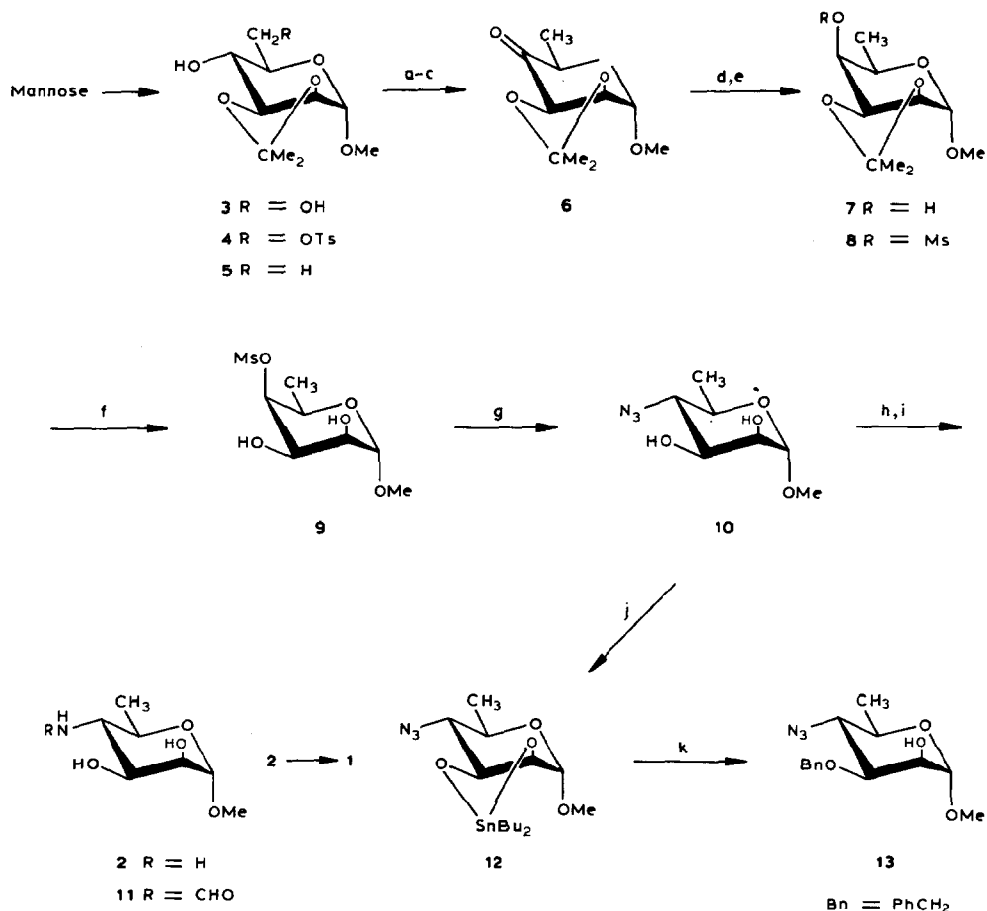 Mannose
CH₂R
HO
O
O
O
CMe₂
OMe
3 R = OH
4 R = OTs
5 R = H
a-c
O
CH₃
O
O
O
CMe₂
OMe
6
d,e
RO
CH₃
O
O
O
CMe₂
OMe
7 R = H
8 R = Ms
f
MsO
CH₃
O
HO
HO
OMe
9
g
CH₃
N₃
O
HO
HO
OMe
10
h,i
j
CH₃
H
RN
O
HO
HO
OMe
2 R = H
11 R = CHO
2 1
CH₃
N₃
O
O
O
OMe
SnBu₂
12
k
CH₃
N₃
O
HO
BnO
OMe
13
Bn = PhCH₂